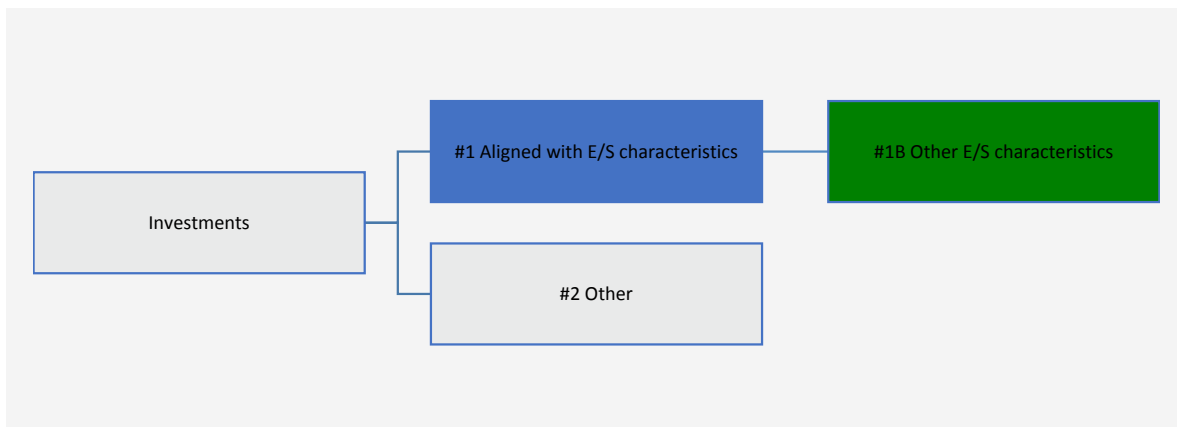 #1 Aligned with E/S characteristics
#1B Other E/S characteristics
Investments
#2 Other